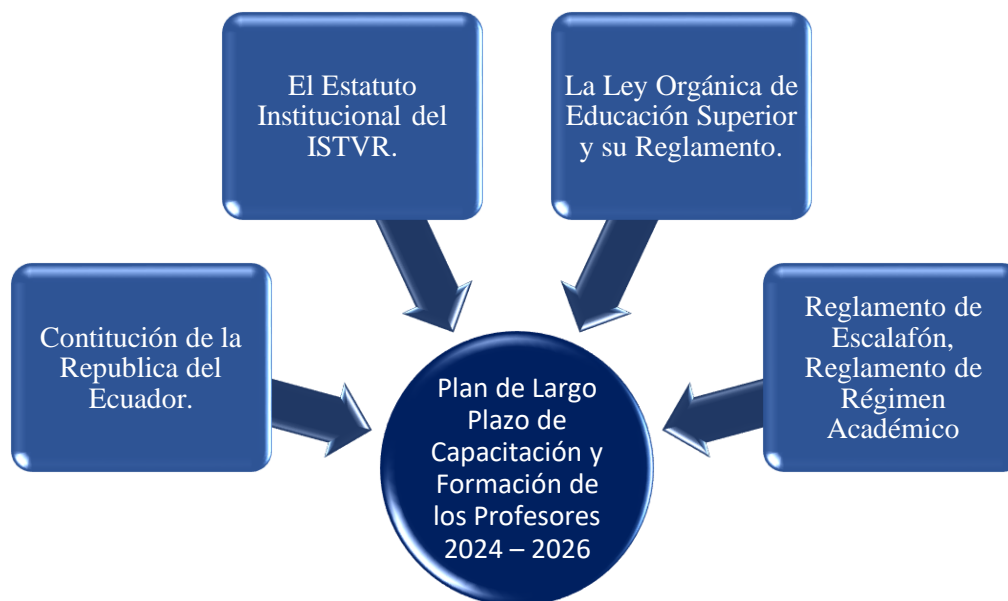 El Estatuto
Institucional del
ISTVR.
La Ley Orgánica de
Educación Superior
y su Reglamento.
Contitución de la
Republica del
Ecuador.
Reglamento de
Escalafón,
Reglamento de
Régimen
Académico
Plan de Largo
Plazo de
Capacitación y
Formación de
los Profesores
2024 – 2026